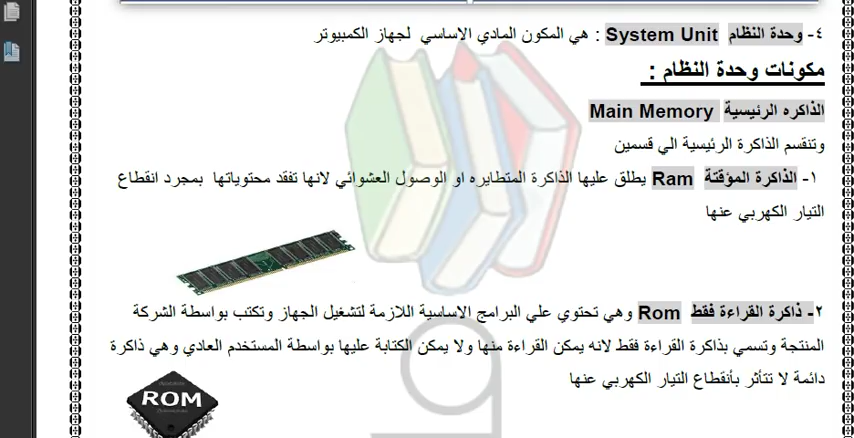 ٤- وحدة النظام System Unit : هي المكون المادي الاساسي لجهاز الكمبيوتر
مكونات وحدة النظام :
الذاكره الرئيسية Main Memory
وتنقسم الذاكرة الرئيسية الي قسمين
١- الذاكرة المؤقتة Ram يطلق عليها الذاكرة المتطايره او الوصول العشوائي لانها تفقد محتوياتها بمجرد انقطاع
التيار الكهربي عنها
٢- ذاكرة القراءة فقط Rom وهي تحتوي علي البرامج الاساسية اللازمة لتشغيل الجهاز وتكتب بواسطة الشركة
المنتجة وتسمي بذاكرة القراءة فقط لانه يمكن القراءة منها ولا يمكن الكتابة عليها بواسطة المستخدم العادي وهي ذاكرة
دائمة لا تتأثر بأنقطاع التيار الكهربي عنها
ROM